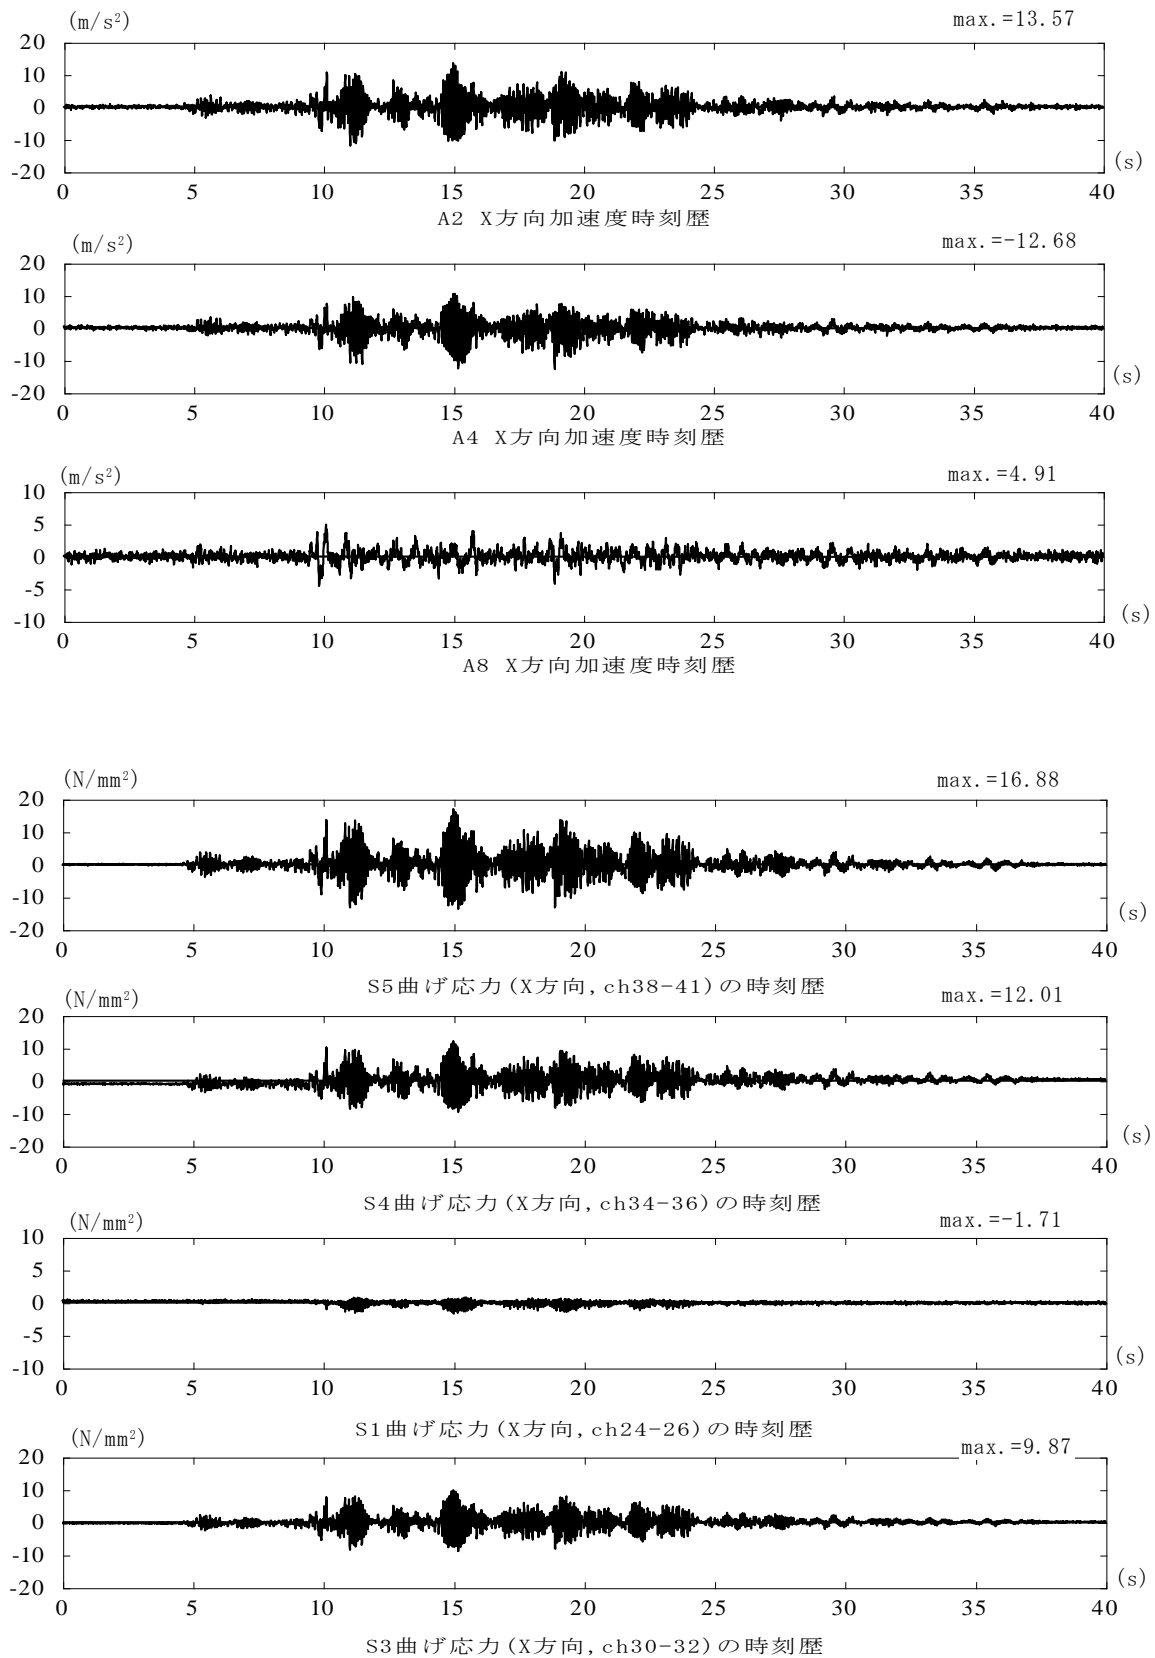 (m/s²) max.=13.57
20
10
0
-10
-20
(s)
0 5 10 15 20 25 30 35 40
A2 X方向加速度時刻歴
(m/s²) max.=-12.68
20
10
0
-10
-20
(s)
0 5 10 15 20 25 30 35 40
A4 X方向加速度時刻歴
(m/s²) max.=4.91
10
5
0
-5
-10
(s)
0 5 10 15 20 25 30 35 40
A8 X方向加速度時刻歴
(N/mm²) max.=16.88
20
10
0
-10
-20
(s)
0 5 10 15 20 25 30 35 40
S5曲げ応力(X方向,ch38-41)の時刻歴
(N/mm²) max.=12.01
20
10
0
-10
-20
(s)
0 5 10 15 20 25 30 35 40
S4曲げ応力(X方向,ch34-36)の時刻歴
(N/mm²) max.=-1.71
10
5
0
-5
-10
(s)
0 5 10 15 20 25 30 35 40
S1曲げ応力(X方向,ch24-26)の時刻歴
(N/mm²) max.=9.87
20
10
0
-10
-20
(s)
0 5 10 15 20 25 30 35 40
S3曲げ応力(X方向,ch30-32)の時刻歴